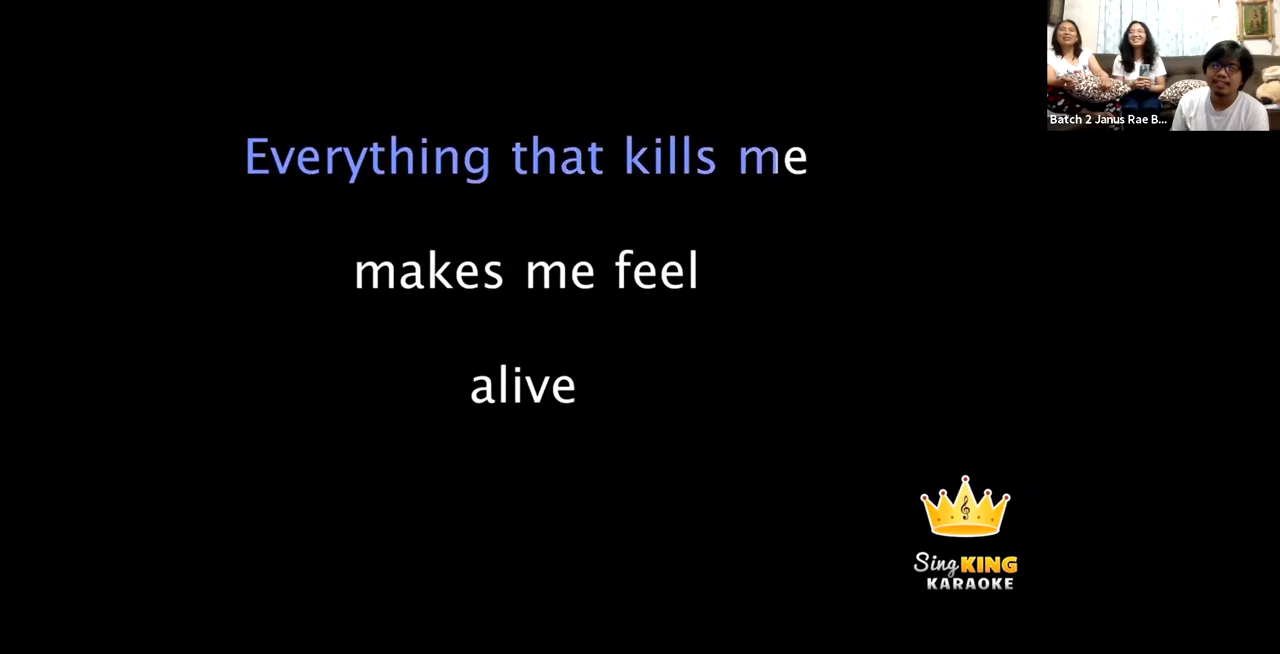 Batch 2 Janus Rae B...
Everything that kills me
makes me feel
alive
Sing KING
KARAOKE